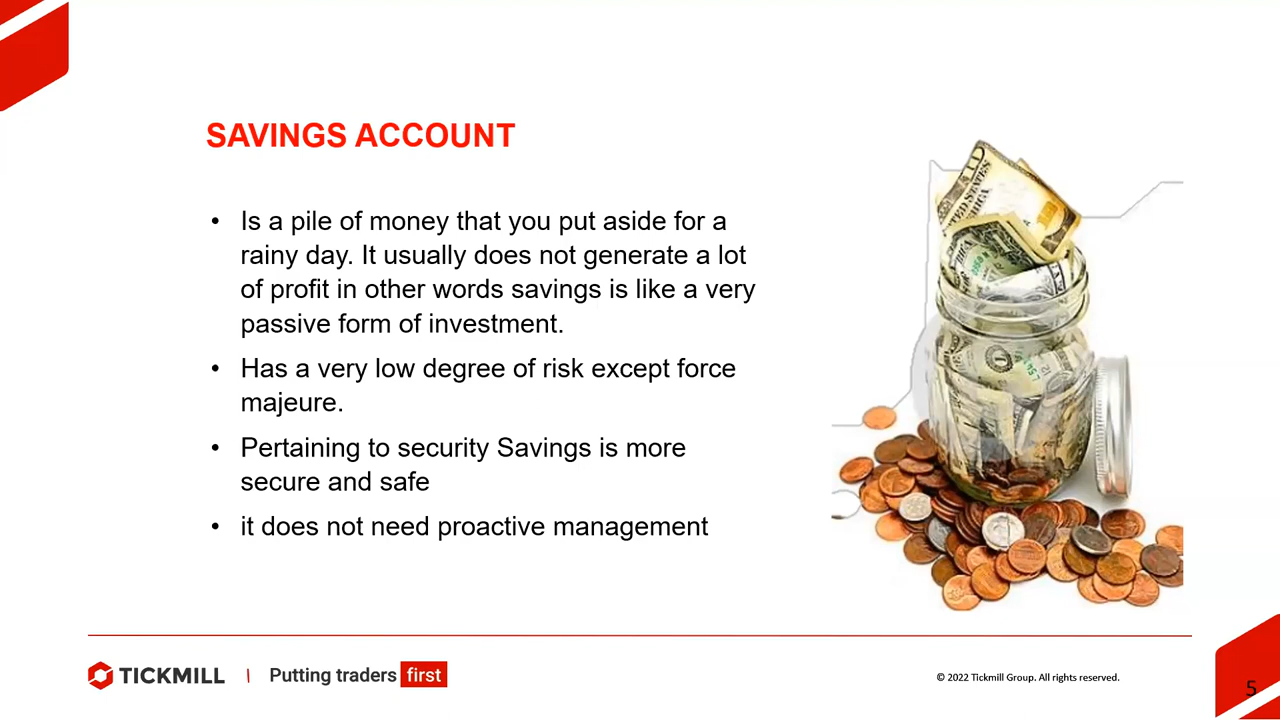 SAVINGS ACCOUNT
• Is a pile of money that you put aside for a
rainy day. It usually does not generate a lot
of profit in other words savings is like a very
passive form of investment.
• Has a very low degree of risk except force
majeure.
• Pertaining to security Savings is more
secure and safe
• it does not need proactive management
TICKMILL | Putting traders first
© 2022 Tickmill Group. All rights reserved.
5